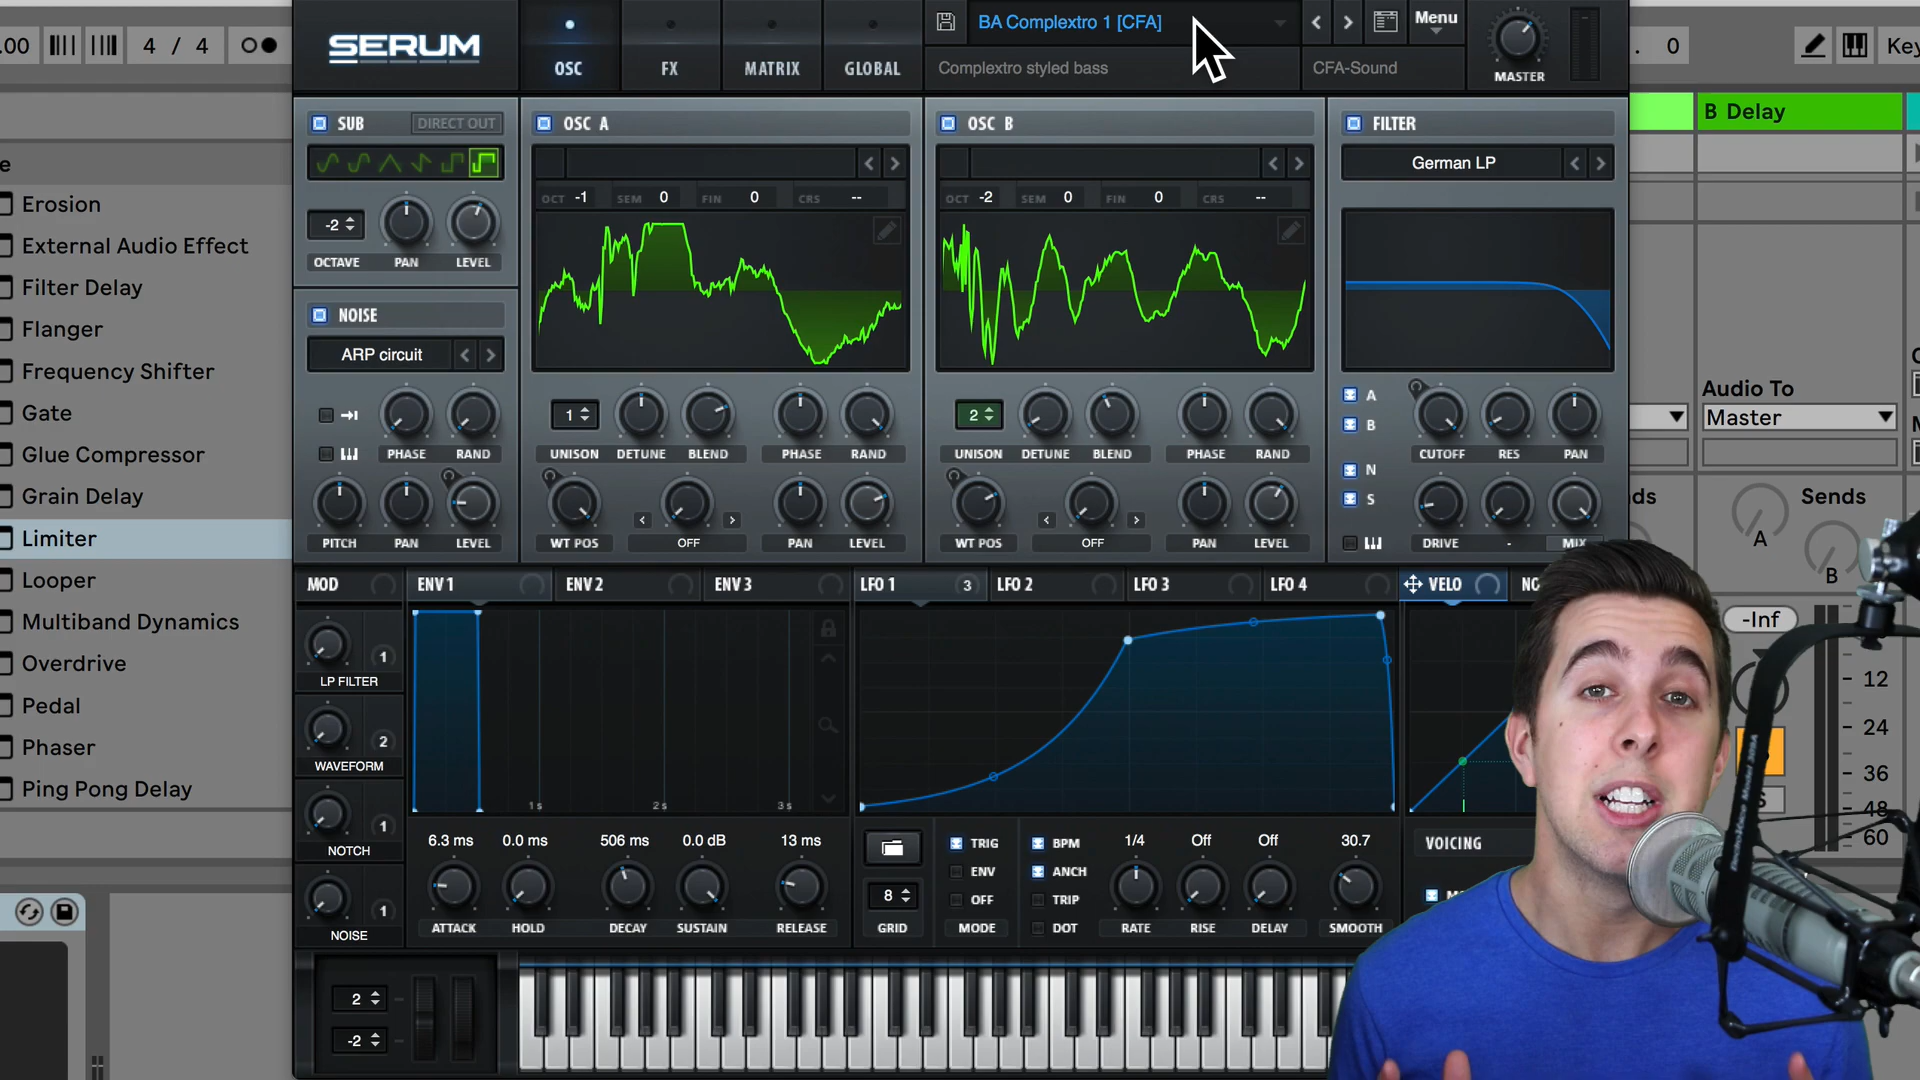 .00
4 / 4
SERUM
OSC
FX
MATRIX
GLOBAL
BA Complextro 1 [CFA]
Complextro styled bass
CFA-Sound
Menu
MASTER
. 0
Key
B Delay
e
Erosion
External Audio Effect
Filter Delay
Flanger
Frequency Shifter
Gate
Glue Compressor
Grain Delay
Limiter
Looper
Multiband Dynamics
Overdrive
Pedal
Phaser
Ping Pong Delay
SUB
DIRECT OUT
-2
OCTAVE PAN LEVEL
NOISE
ARP circuit
PHASE RAND
PITCH PAN LEVEL
OSC A
OCT -1 SEM 0 FIN 0 CRS --
1
UNISON DETUNE BLEND PHASE RAND
WT POS OFF PAN LEVEL
OSC B
OCT -2 SEM 0 FIN 0 CRS --
2
UNISON DETUNE BLEND PHASE RAND
WT POS OFF PAN LEVEL
FILTER
German LP
A
B
N
S
CUTOFF RES PAN
DRIVE - MIX
Audio To
Master
ds
Sends
A
B
-Inf
12
24
36
48
60
S
MOD
ENV 1
ENV 2
ENV 3
LFO 1 3
LFO 2
LFO 3
LFO 4
VELO
NO
1
LP FILTER
2
WAVEFORM
1
NOTCH
1
NOISE
1 s 2 s 3 s
6.3 ms 0.0 ms 506 ms 0.0 dB 13 ms
ATTACK HOLD DECAY SUSTAIN RELEASE
8
GRID
TRIG
ENV
OFF
MODE
BPM
ANCH
TRIP
DOT
1/4 Off Off 30.7
RATE RISE DELAY SMOOTH
VOICING
M
2
-2